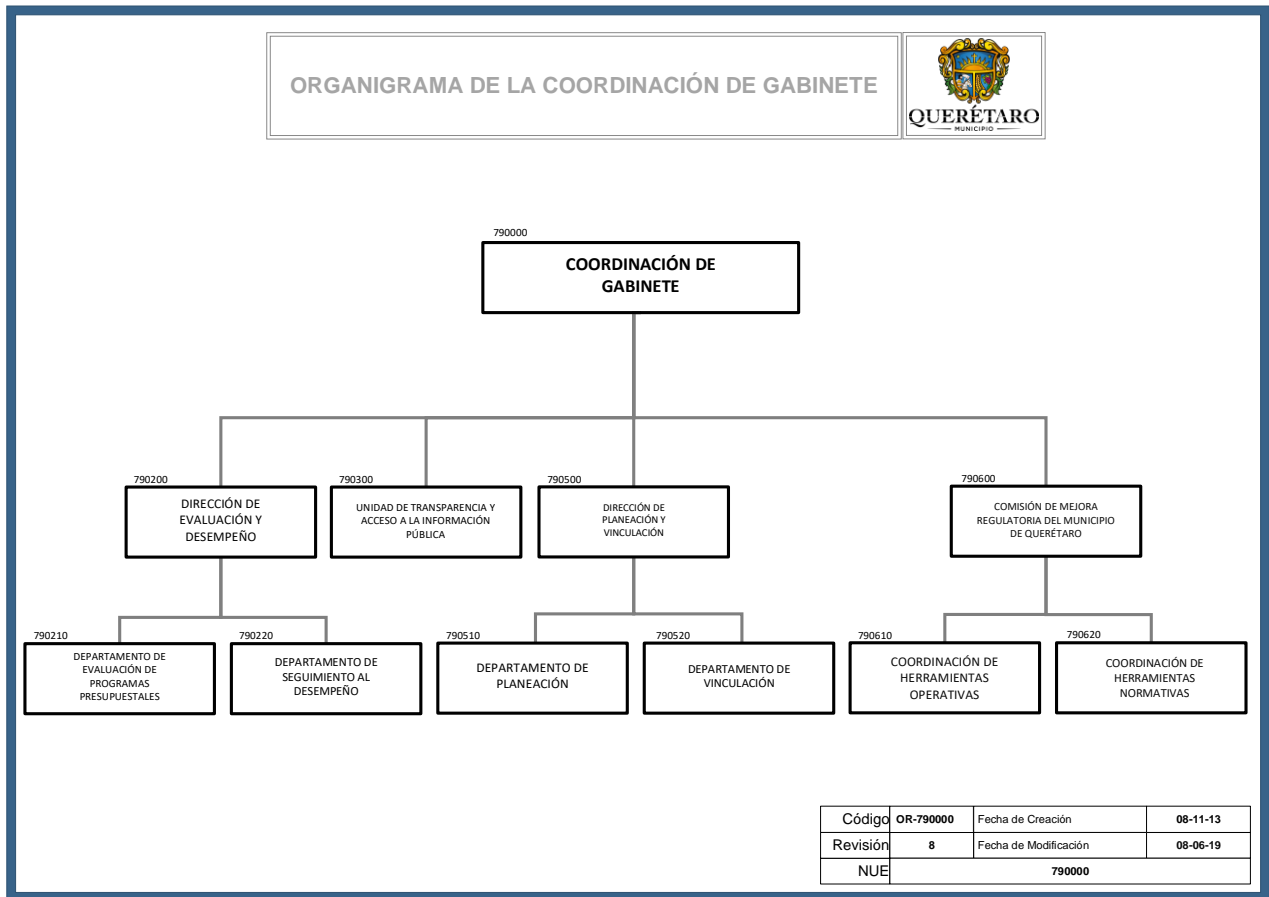 ORGANIGRAMA DE LA COORDINACIÓN DE GABINETE
QUERÉTARO
MUNICIPIO
790000
COORDINACIÓN DE
GABINETE
790200
DIRECCIÓN DE
EVALUACIÓN Y
DESEMPEÑO
790300
UNIDAD DE TRANSPARENCIA Y
ACCESO A LA INFORMACIÓN
PÚBLICA
790500
DIRECCIÓN DE
PLANEACIÓN Y
VINCULACIÓN
790600
COMISIÓN DE MEJORA
REGULATORIA DEL MUNICIPIO
DE QUERÉTARO
790210
DEPARTAMENTO DE
EVALUACIÓN DE
PROGRAMAS
PRESUPUESTALES
790220
DEPARTAMENTO DE
SEGUIMIENTO AL
DESEMPEÑO
790510
DEPARTAMENTO DE
PLANEACIÓN
790520
DEPARTAMENTO DE
VINCULACIÓN
790610
COORDINACIÓN DE
HERRAMIENTAS
OPERATIVAS
790620
COORDINACIÓN DE
HERRAMIENTAS
NORMATIVAS
Código OR-790000 Fecha de Creación 08-11-13
Revisión 8 Fecha de Modificación 08-06-19
NUE 790000